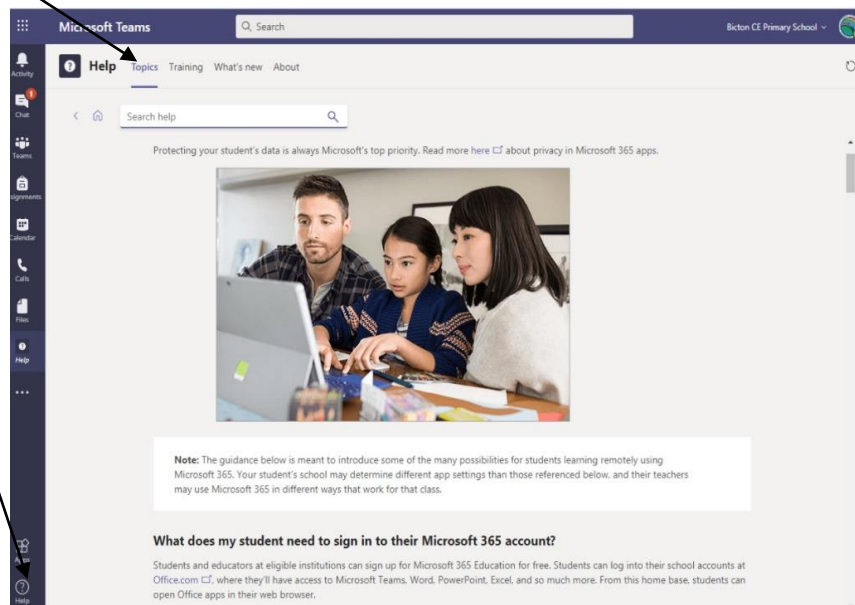 Microsoft Teams
Search
Bicton CE Primary School
Activity
Help
Topics Training What's new About
1
Chat
Search help
Teams
Protecting your student's data is always Microsoft's top priority. Read more here about privacy in Microsoft 365 apps.
signments
Calendar
Calls
Files
Help
Note: The guidance below is meant to introduce some of the many possibilities for students learning remotely using
Microsoft 365. Your student's school may determine different app settings than those referenced below, and their teachers
may use Microsoft 365 in different ways that work for that class.
What does my student need to sign in to their Microsoft 365 account?
Apps
Students and educators at eligible institutions can sign up for Microsoft 365 Education for free. Students can log into their school accounts at
Office.com, where they'll have access to Microsoft Teams, Word, PowerPoint, Excel, and so much more. From this home base, students can
open Office apps in their web browser.
Help